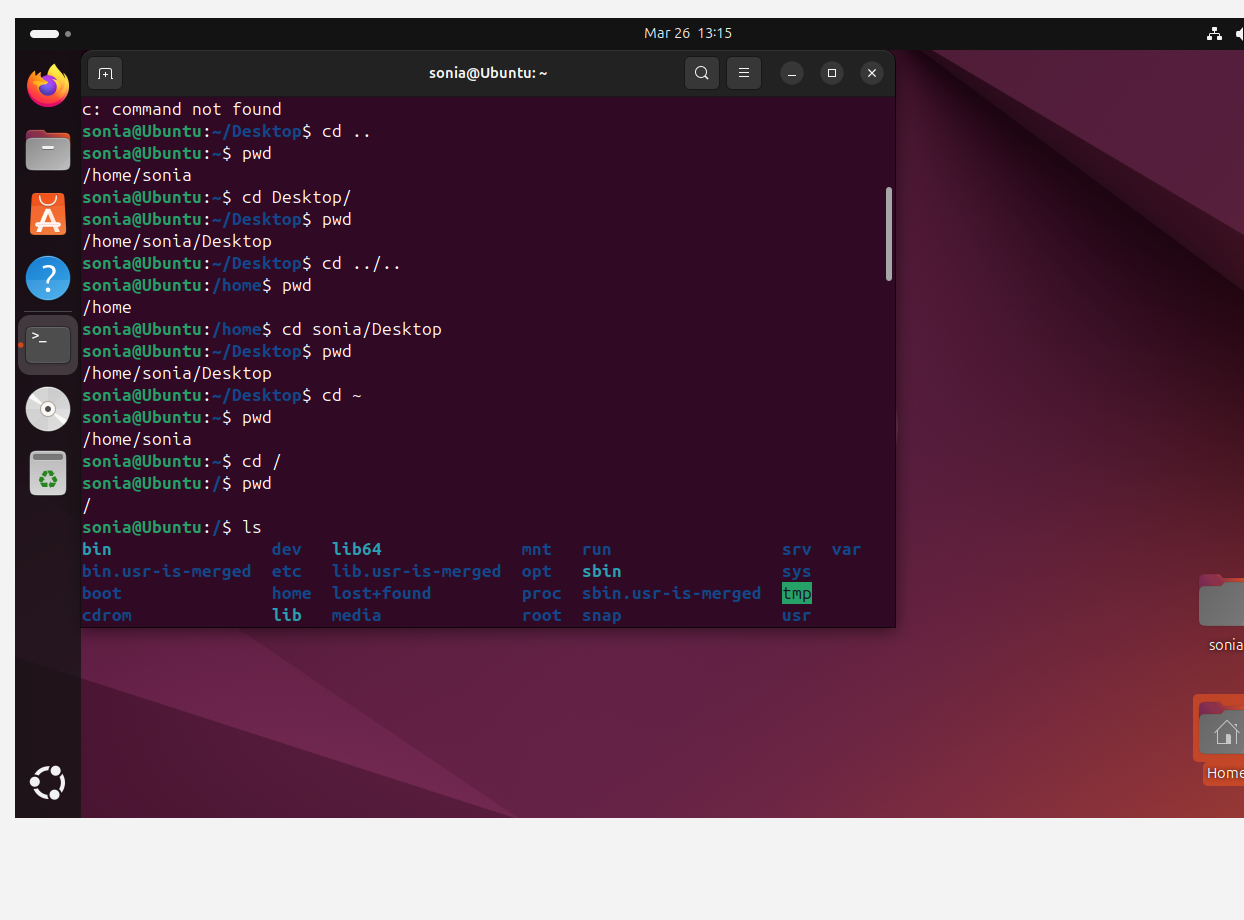 Mar 26 13:15
sonia@Ubuntu: ~
c: command not found
sonia@Ubuntu:~/Desktop$ cd ..
sonia@Ubuntu:~$ pwd
/home/sonia
sonia@Ubuntu:~$ cd Desktop/
sonia@Ubuntu:~/Desktop$ pwd
/home/sonia/Desktop
sonia@Ubuntu:~/Desktop$ cd ../..
sonia@Ubuntu:/home$ pwd
/home
sonia@Ubuntu:/home$ cd sonia/Desktop
sonia@Ubuntu:~/Desktop$ pwd
/home/sonia/Desktop
sonia@Ubuntu:~/Desktop$ cd ~
sonia@Ubuntu:~$ pwd
/home/sonia
sonia@Ubuntu:~$ cd /
sonia@Ubuntu:/$ pwd
/
sonia@Ubuntu:/$ ls
bin dev lib64 mnt run srv var
bin.usr-is-merged etc lib.usr-is-merged opt sbin sys
boot home lost+found proc sbin.usr-is-merged tmp
cdrom lib media root snap usr
>_
sonia
Home